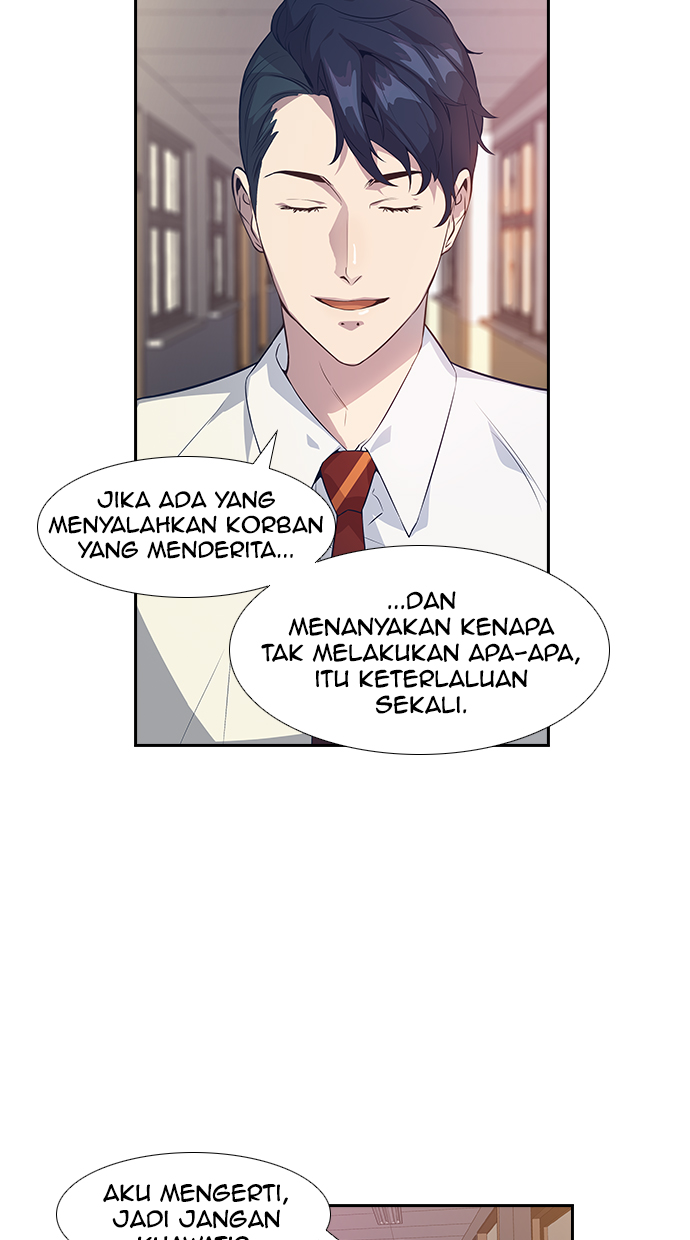 JIKA ADA YANG
MENYALAHKAN KORBAN
YANG MENDERITA...
...DAN
MENANYAKAN KENAPA
TAK MELAKUKAN APA-APA,
ITU KETERLALUAN
SEKALI.
AKU MENGERTI,
JADI JANGAN